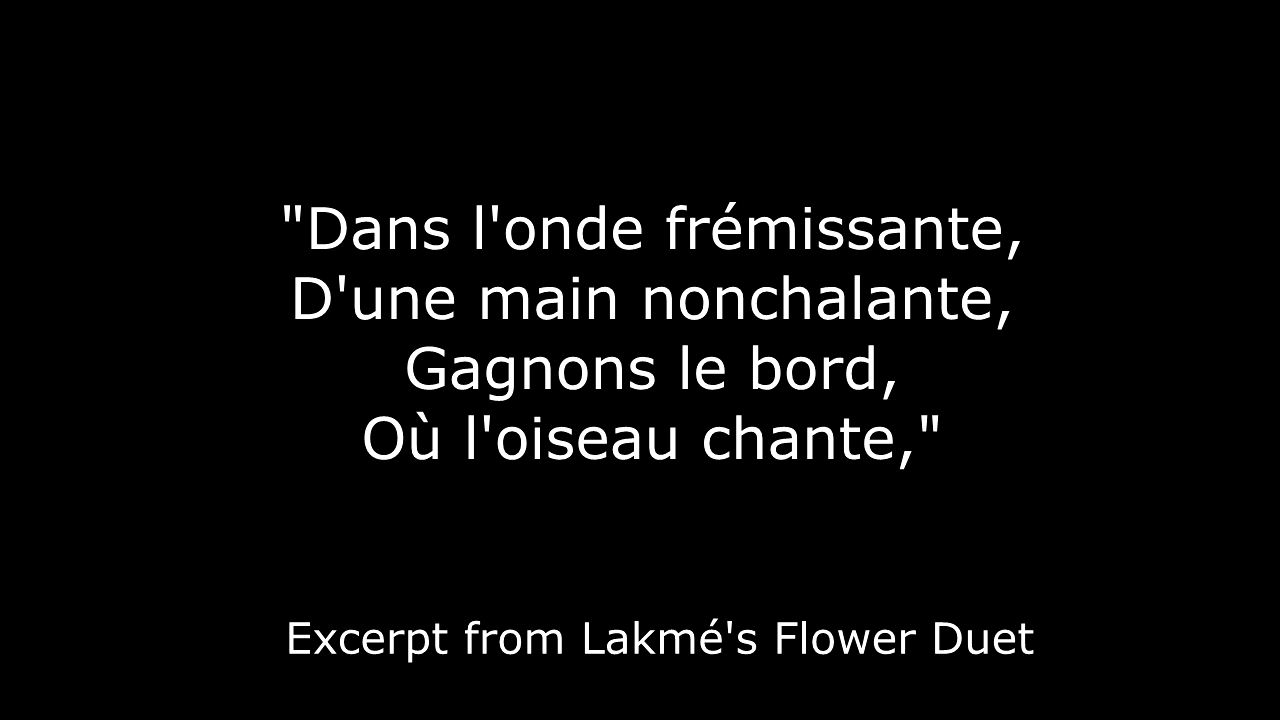 "Dans l'onde frémissante,
D'une main nonchalante,
Gagnons le bord,
Où l'oiseau chante,"
Excerpt from Lakmé's Flower Duet